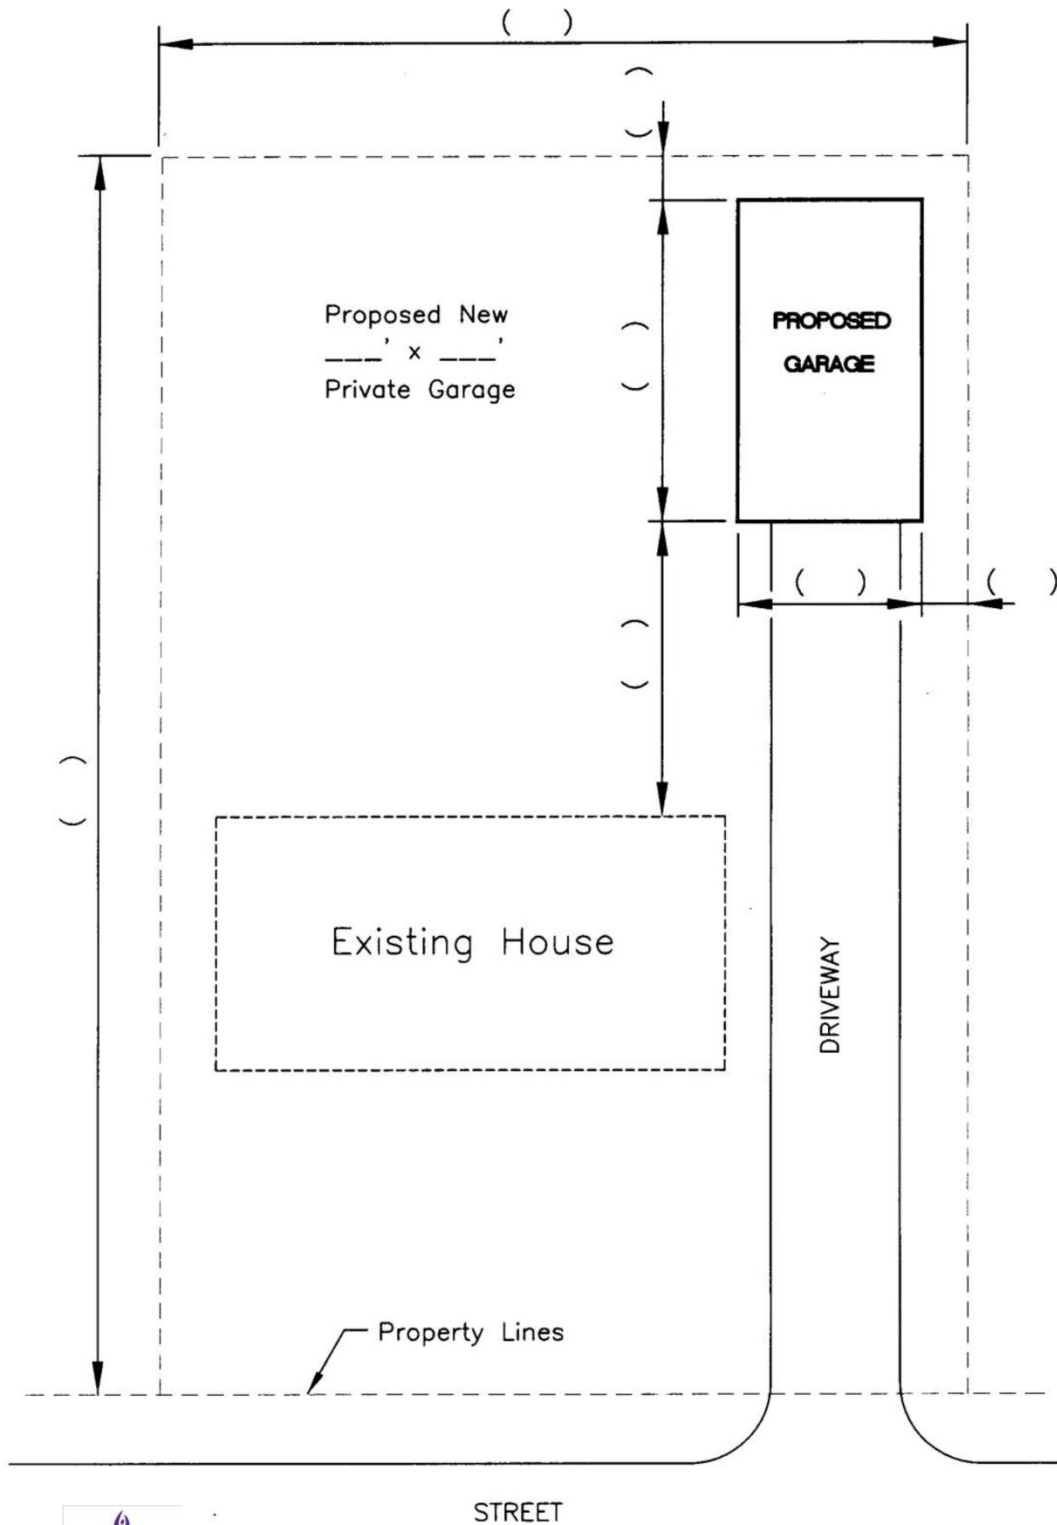 (    )
(    )
Proposed New
___' x ___'
Private Garage
(    )
PROPOSED
GARAGE
(    )
(    )
(    )
(    )
Existing House
DRIVEWAY
Property Lines
STREET